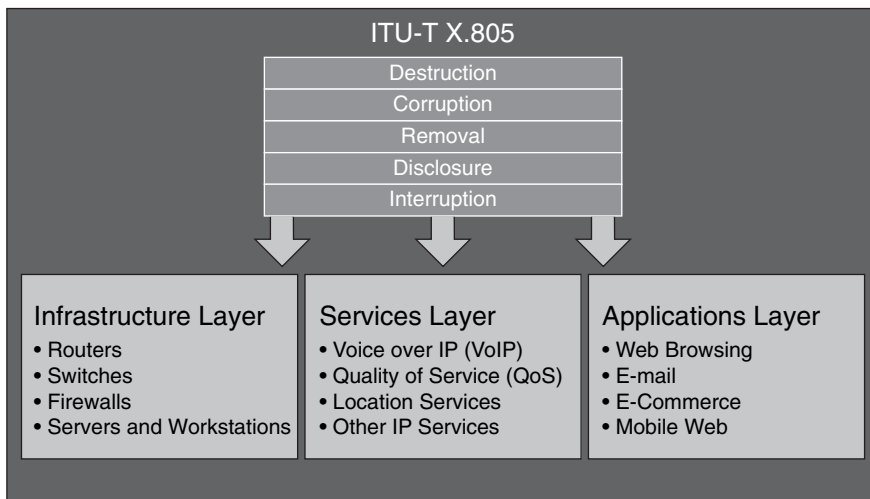 ITU-T X.805
Destruction
Corruption
Removal
Disclosure
Interruption
Infrastructure Layer
• Routers
• Switches
• Firewalls
• Servers and Workstations
Services Layer
• Voice over IP (VoIP)
• Quality of Service (QoS)
• Location Services
• Other IP Services
Applications Layer
• Web Browsing
• E-mail
• E-Commerce
• Mobile Web